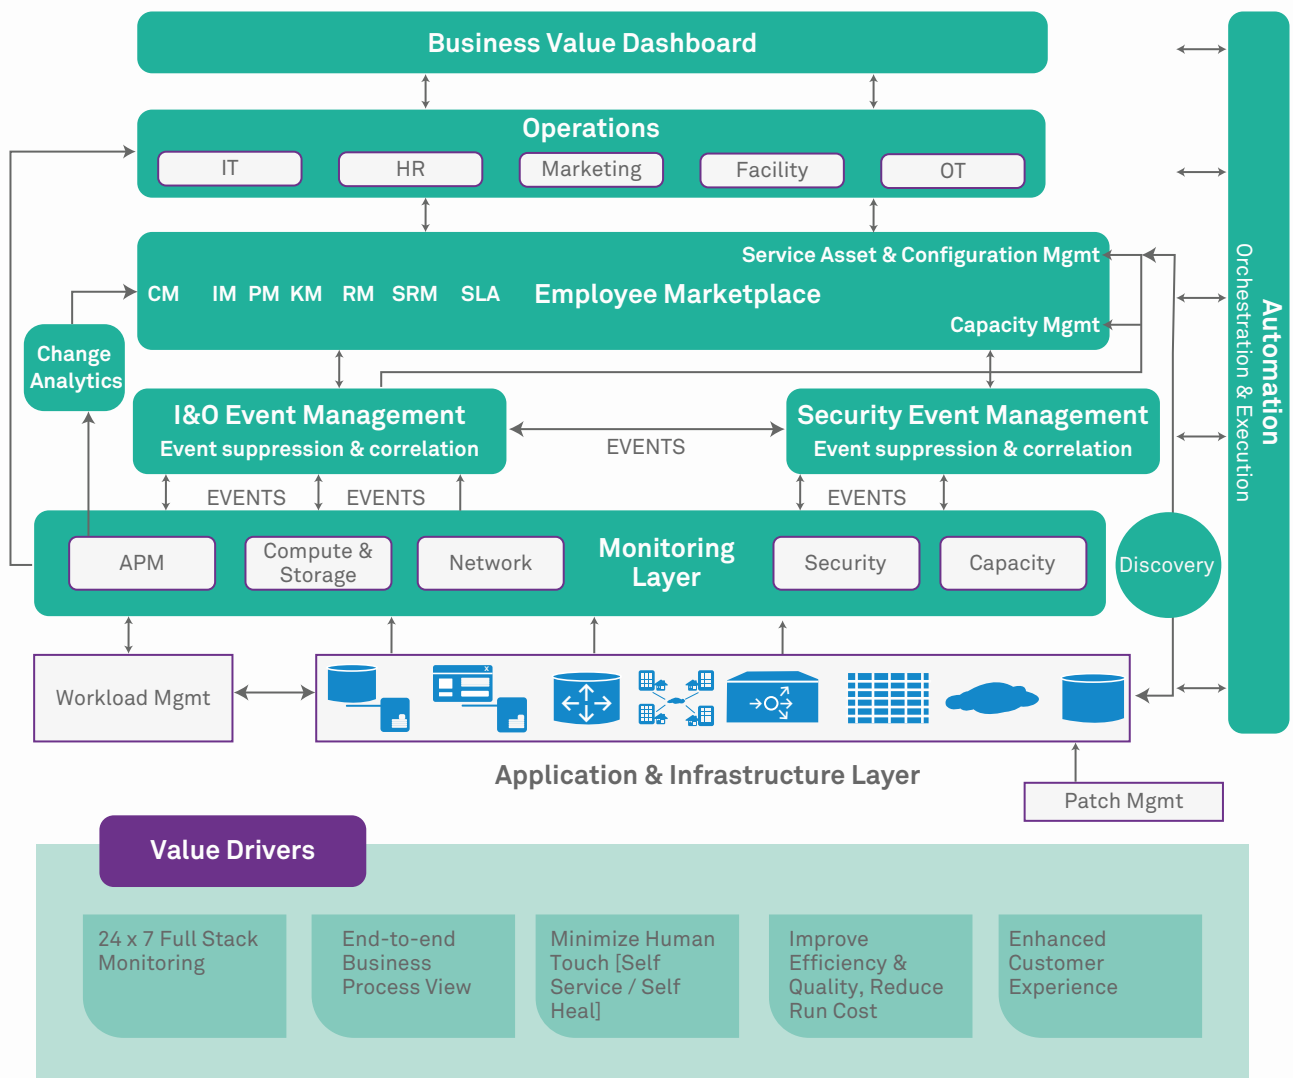 Business Value Dashboard
Operations
IT
HR
Marketing
Facility
OT
Service Asset & Configuration Mgmt
CM IM PM KM RM SRM SLA Employee Marketplace
Capacity Mgmt
Change
Analytics
I&O Event Management
Event suppression & correlation
EVENTS
Security Event Management
Event suppression & correlation
EVENTS
EVENTS
EVENTS
APM
Compute &
Storage
Network
Monitoring
Layer
Security
Capacity
Discovery
Automation
Orchestration & Execution
Workload Mgmt
X
Application & Infrastructure Layer
Patch Mgmt
Value Drivers
24 x 7 Full Stack
Monitoring
End-to-end
Business
Process View
Minimize Human
Touch [Self
Service / Self
Heal]
Improve
Efficiency &
Quality, Reduce
Run Cost
Enhanced
Customer
Experience